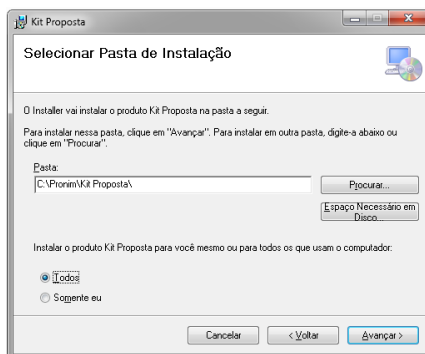 Kit Proposta
Selecionar Pasta de Instalação
O Installer vai instalar o produto Kit Proposta na pasta a seguir.
Para instalar nessa pasta, clique em "Avançar". Para instalar em outra pasta, digite-a abaixo ou
clique em "Procurar".
Pasta:
C:\Pronim\Kit Proposta\
Procurar...
Espaço Necessário em
Disco...
Instalar o produto Kit Proposta para você mesmo ou para todos os que usam o computador:
Todos
Somente eu
Cancelar
< Voltar
Avançar >